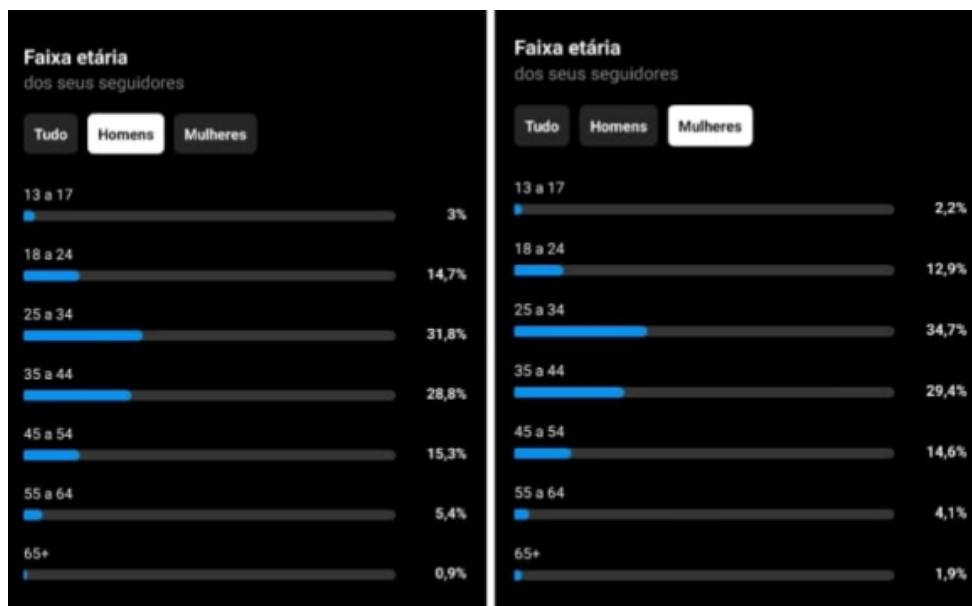 Faixa etária
dos seus seguidores
Tudo Homens Mulheres
13 a 17
3%
18 a 24
14,7%
25 a 34
31,8%
35 a 44
28,8%
45 a 54
15,3%
55 a 64
5,4%
65+
0,9%
Faixa etária
dos seus seguidores
Tudo Homens Mulheres
13 a 17
2,2%
18 a 24
12,9%
25 a 34
34,7%
35 a 44
29,4%
45 a 54
14,6%
55 a 64
4,1%
65+
1,9%